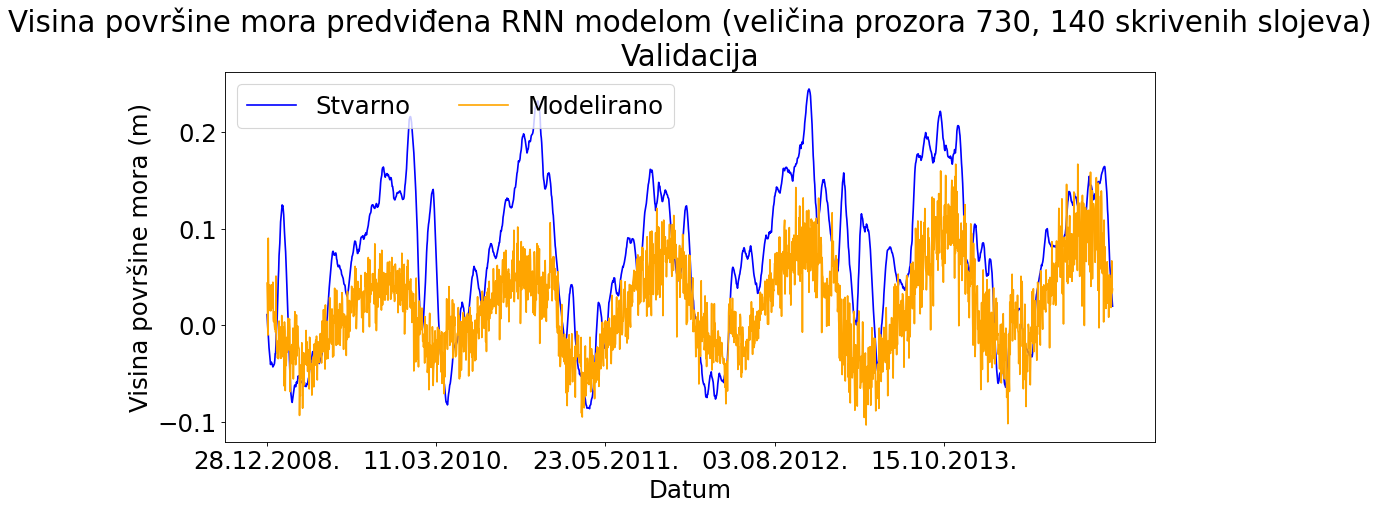 Visina površine mora predviđena RNN modelom (veličina prozora 730, 140 skrivenih slojeva)
Validacija
Stvarno
Modelirano
Visina površine mora (m)
0.2
0.1
0.0
−0.1
28.12.2008.
11.03.2010.
23.05.2011.
03.08.2012.
15.10.2013.
Datum